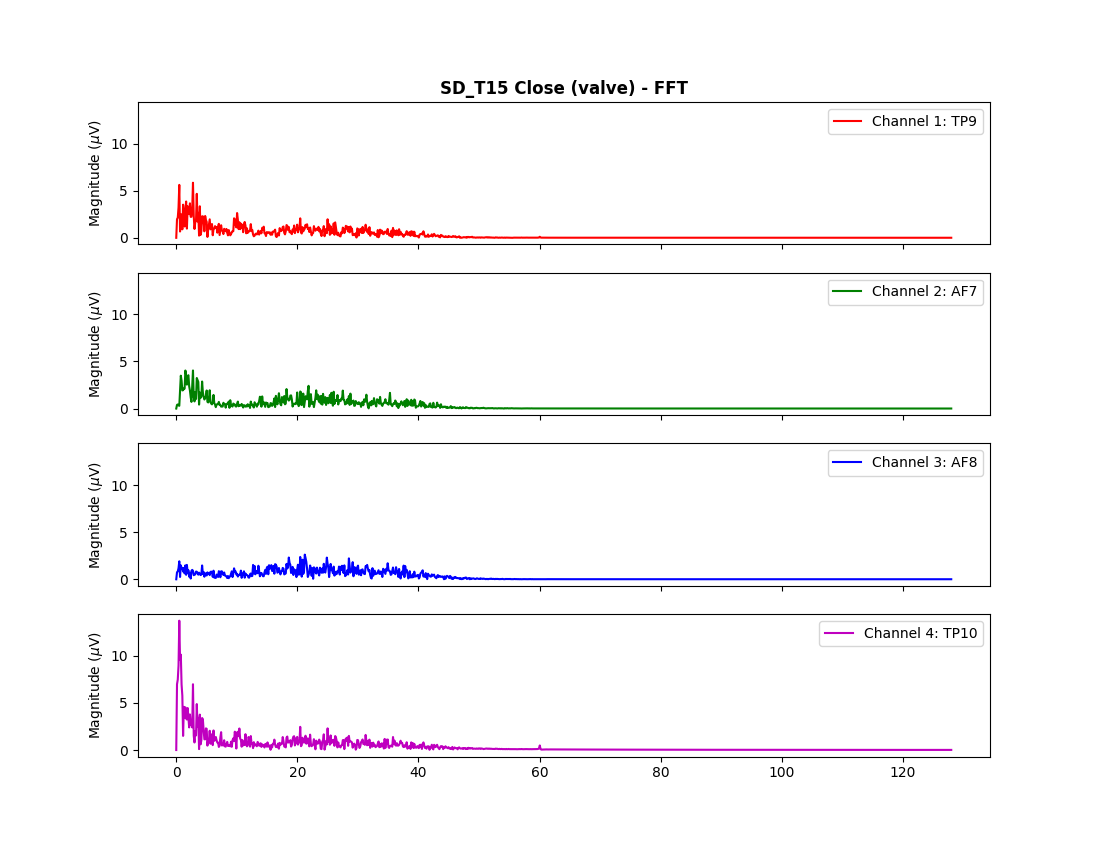 SD_T15 Close (valve) - FFT
Channel 1: TP9
Magnitude (μV)
10
5
0
Channel 2: AF7
Magnitude (μV)
10
5
0
Channel 3: AF8
Magnitude (μV)
10
5
0
Channel 4: TP10
Magnitude (μV)
10
5
0
0 20 40 60 80 100 120